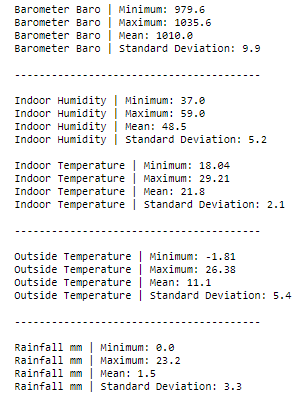 Barometer Baro | Minimum: 979.6
Barometer Baro | Maximum: 1035.6
Barometer Baro | Mean: 1010.0
Barometer Baro | Standard Deviation: 9.9
----------------------------------------
Indoor Humidity | Minimum: 37.0
Indoor Humidity | Maximum: 59.0
Indoor Humidity | Mean: 48.5
Indoor Humidity | Standard Deviation: 5.2
Indoor Temperature | Minimum: 18.04
Indoor Temperature | Maximum: 29.21
Indoor Temperature | Mean: 21.8
Indoor Temperature | Standard Deviation: 2.1
----------------------------------------
Outside Temperature | Minimum: -1.81
Outside Temperature | Maximum: 26.38
Outside Temperature | Mean: 11.1
Outside Temperature | Standard Deviation: 5.4
----------------------------------------
Rainfall mm | Minimum: 0.0
Rainfall mm | Maximum: 23.2
Rainfall mm | Mean: 1.5
Rainfall mm | Standard Deviation: 3.3